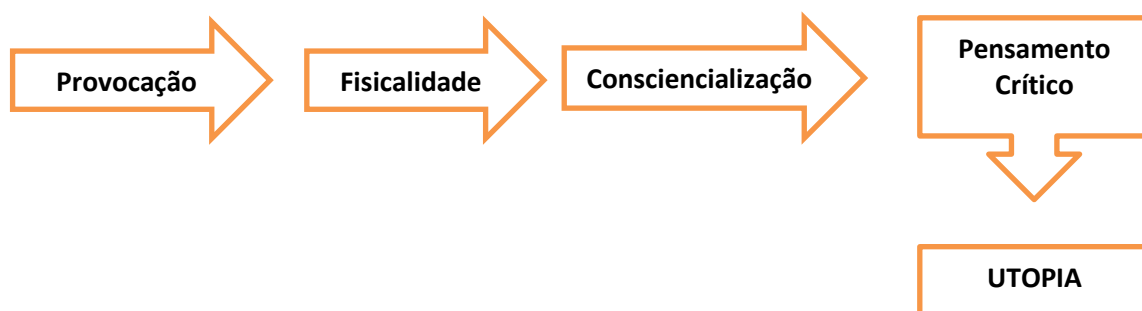 Provocação
Fisicalidade
Consciencialização
Pensamento
Crítico
UTOPIA